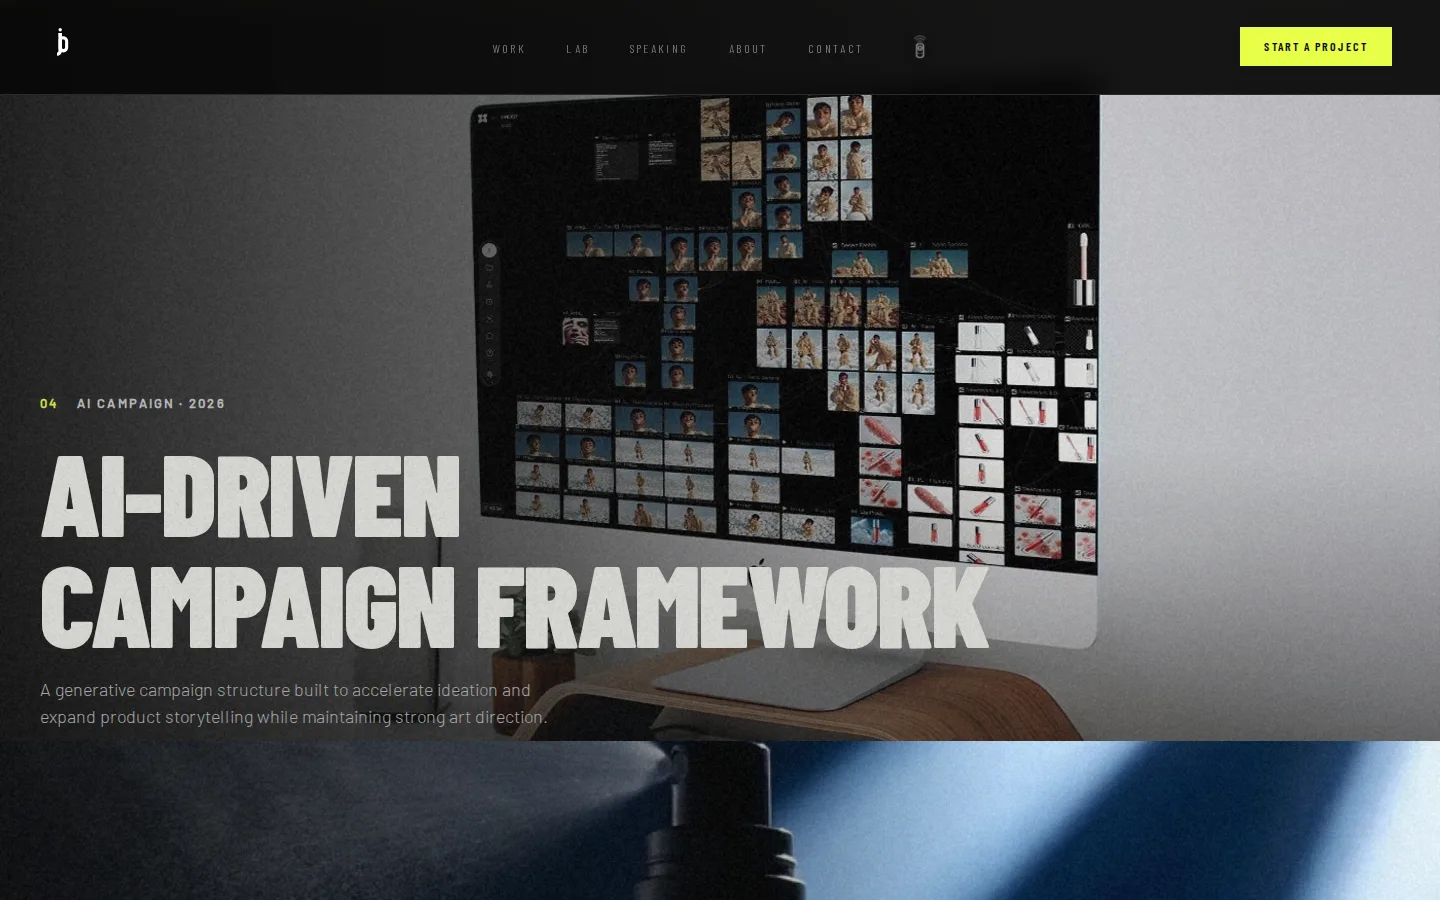 WORK
LAB
SPEAKING
ABOUT
CONTACT
START A PROJECT
04 AI CAMPAIGN · 2026
AI-DRIVEN
CAMPAIGN FRAMEWORK
A generative campaign structure built to accelerate ideation and
expand product storytelling while maintaining strong art direction.